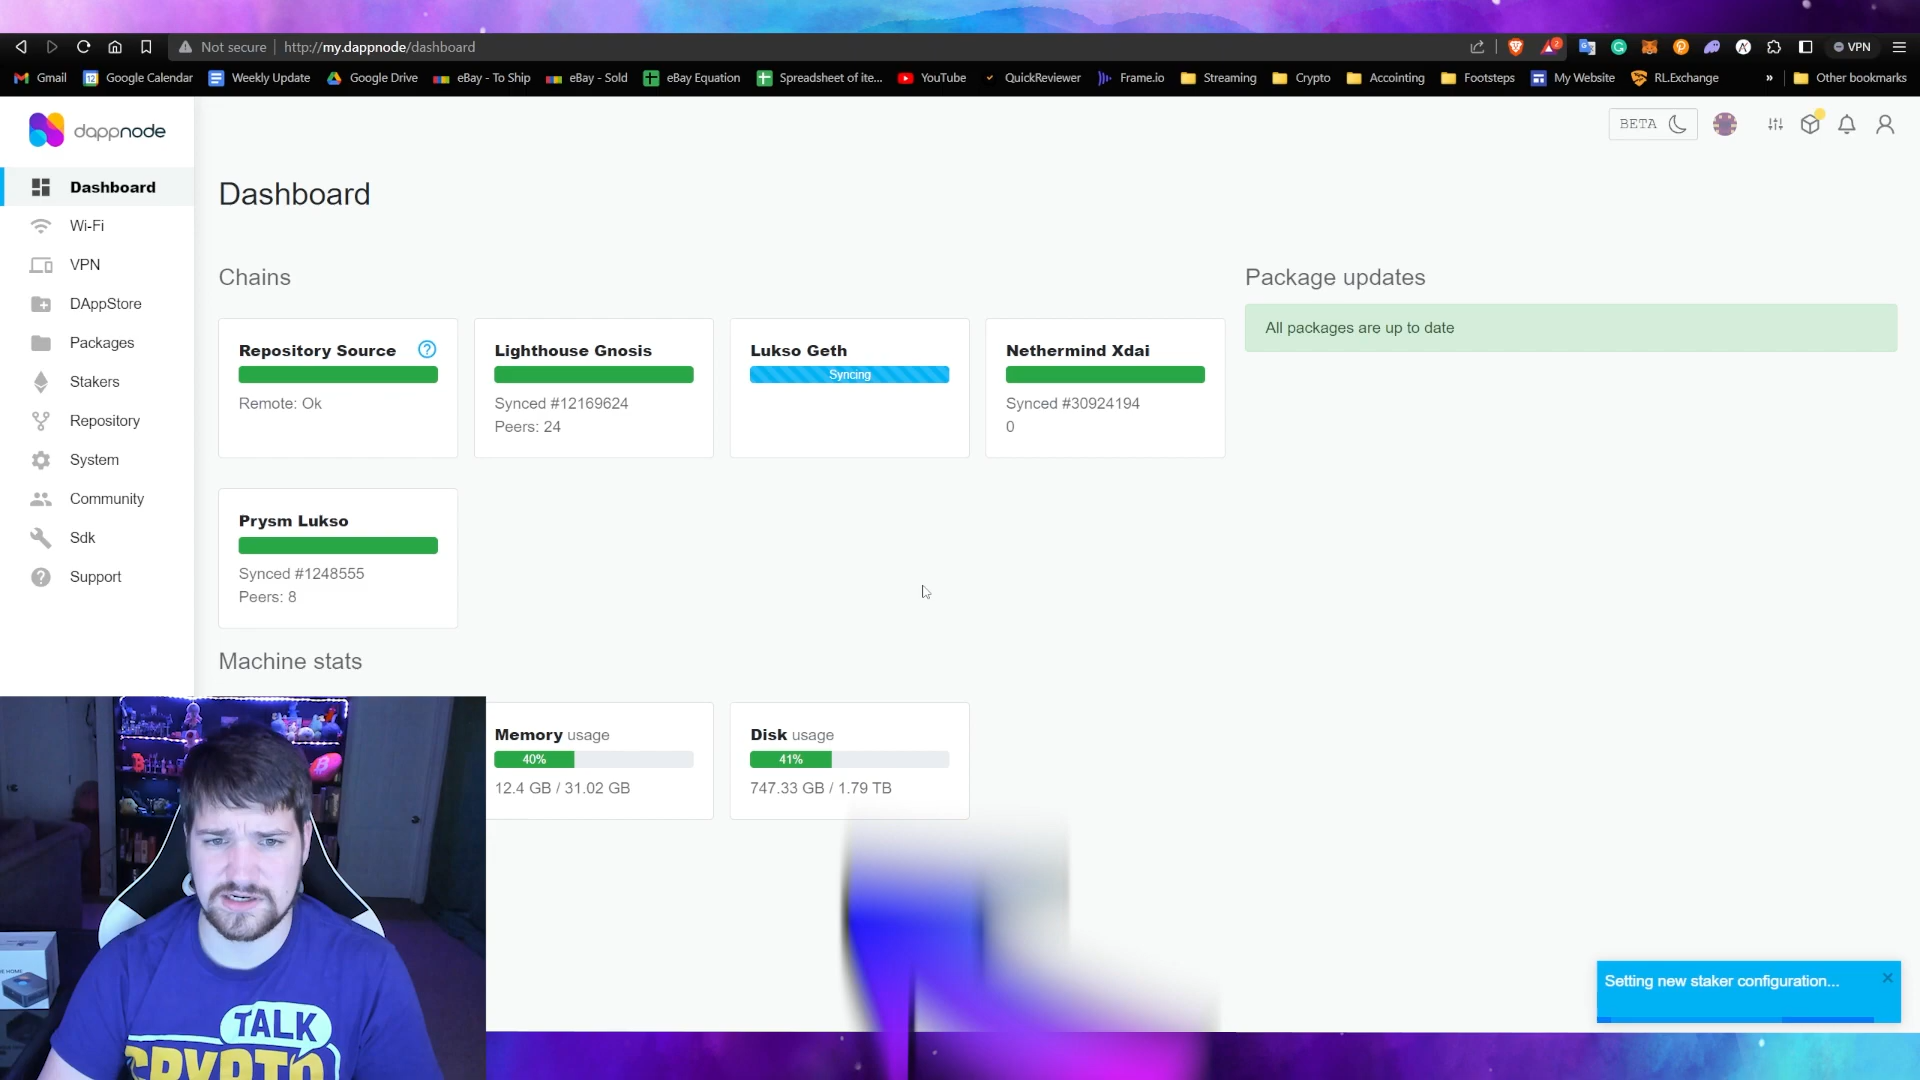 Not secure http://my.dappnode/dashboard VPN
Gmail Google Calendar Weekly Update Google Drive eBay - To Ship eBay - Sold eBay Equation Spreadsheet of ite... YouTube QuickReviewer Frame.io Streaming Crypto Accointing Footsteps My Website RL.Exchange » Other bookmarks
dappnode
BETA
Dashboard
Wi-Fi
VPN
DAppStore
Packages
Stakers
Repository
System
Community
Sdk
Support
Dashboard
Chains
Repository Source
Remote: Ok
Lighthouse Gnosis
Synced #12169624
Peers: 24
Lukso Geth
Syncing
Nethermind Xdai
Synced #30924194
0
Prysm Lukso
Synced #1248555
Peers: 8
Package updates
All packages are up to date
Machine stats
Memory usage
40%
12.4 GB / 31.02 GB
Disk usage
41%
747.33 GB / 1.79 TB
Setting new staker configuration...
TALK
CRYPTO